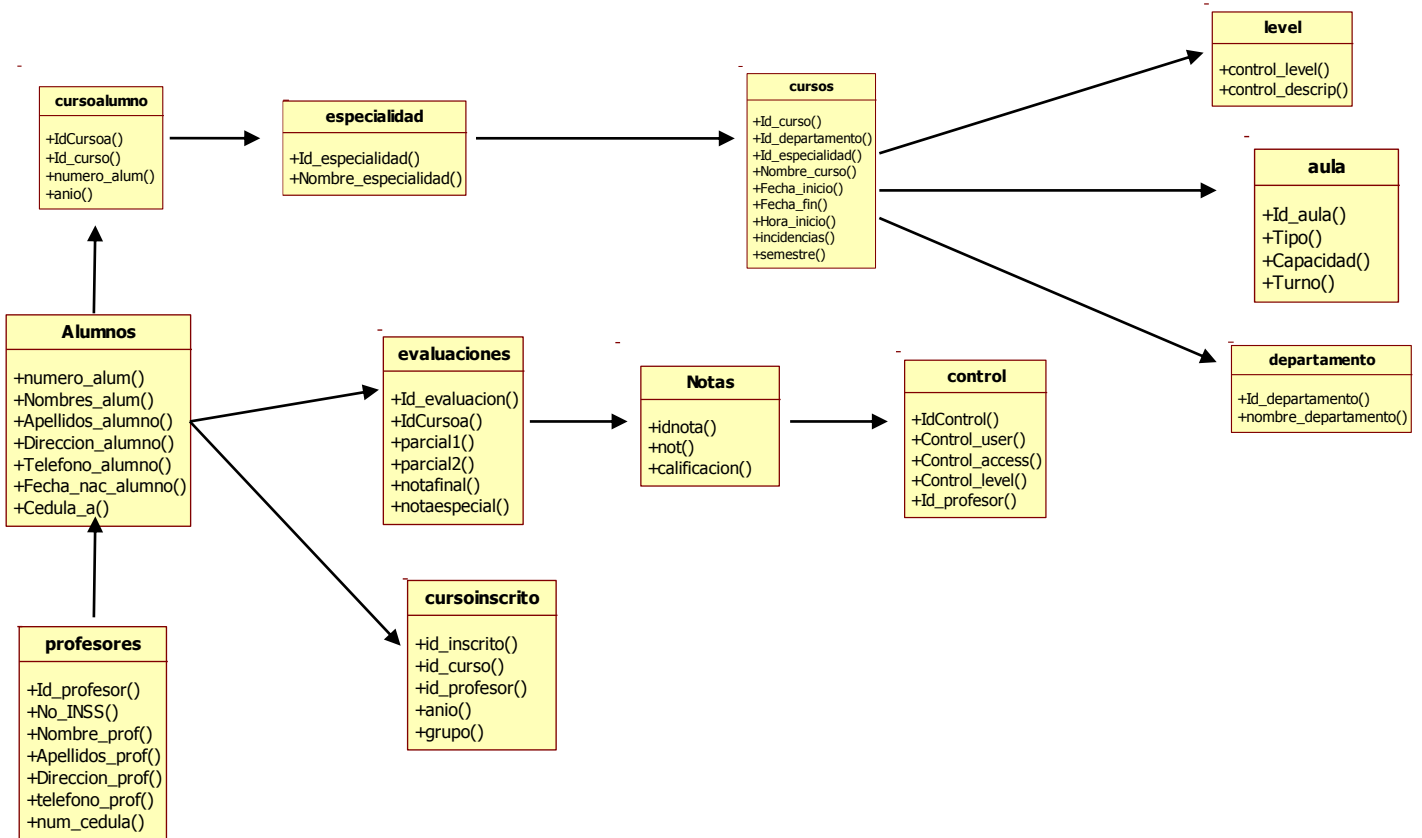 cursoalumno
+IdCursoa()
+Id_curso()
+numero_alum()
+anio()
especialidad
+Id_especialidad()
+Nombre_especialidad()
cursos
+Id_curso()
+Id_departamento()
+Id_especialidad()
+Nombre_curso()
+Fecha_inicio()
+Fecha_fin()
+Hora_inicio()
+incidencias()
+semestre()
level
+control_level()
+control_descrip()
aula
+Id_aula()
+Tipo()
+Capacidad()
+Turno()
departamento
+Id_departamento()
+nombre_departamento()
Alumnos
+numero_alum()
+Nombres_alum()
+Apellidos_alumno()
+Direccion_alumno()
+Telefono_alumno()
+Fecha_nac_alumno()
+Cedula_a()
evaluaciones
+Id_evaluacion()
+IdCursoa()
+parcial1()
+parcial2()
+notafinal()
+notaespecial()
Notas
+idnota()
+not()
+calificacion()
control
+IdControl()
+Control_user()
+Control_access()
+Control_level()
+Id_profesor()
cursoinscrito
+id_inscrito()
+id_curso()
+id_profesor()
+anio()
+grupo()
profesores
+Id_profesor()
+No_INSS()
+Nombre_prof()
+Apellidos_prof()
+Direccion_prof()
+telefono_prof()
+num_cedula()